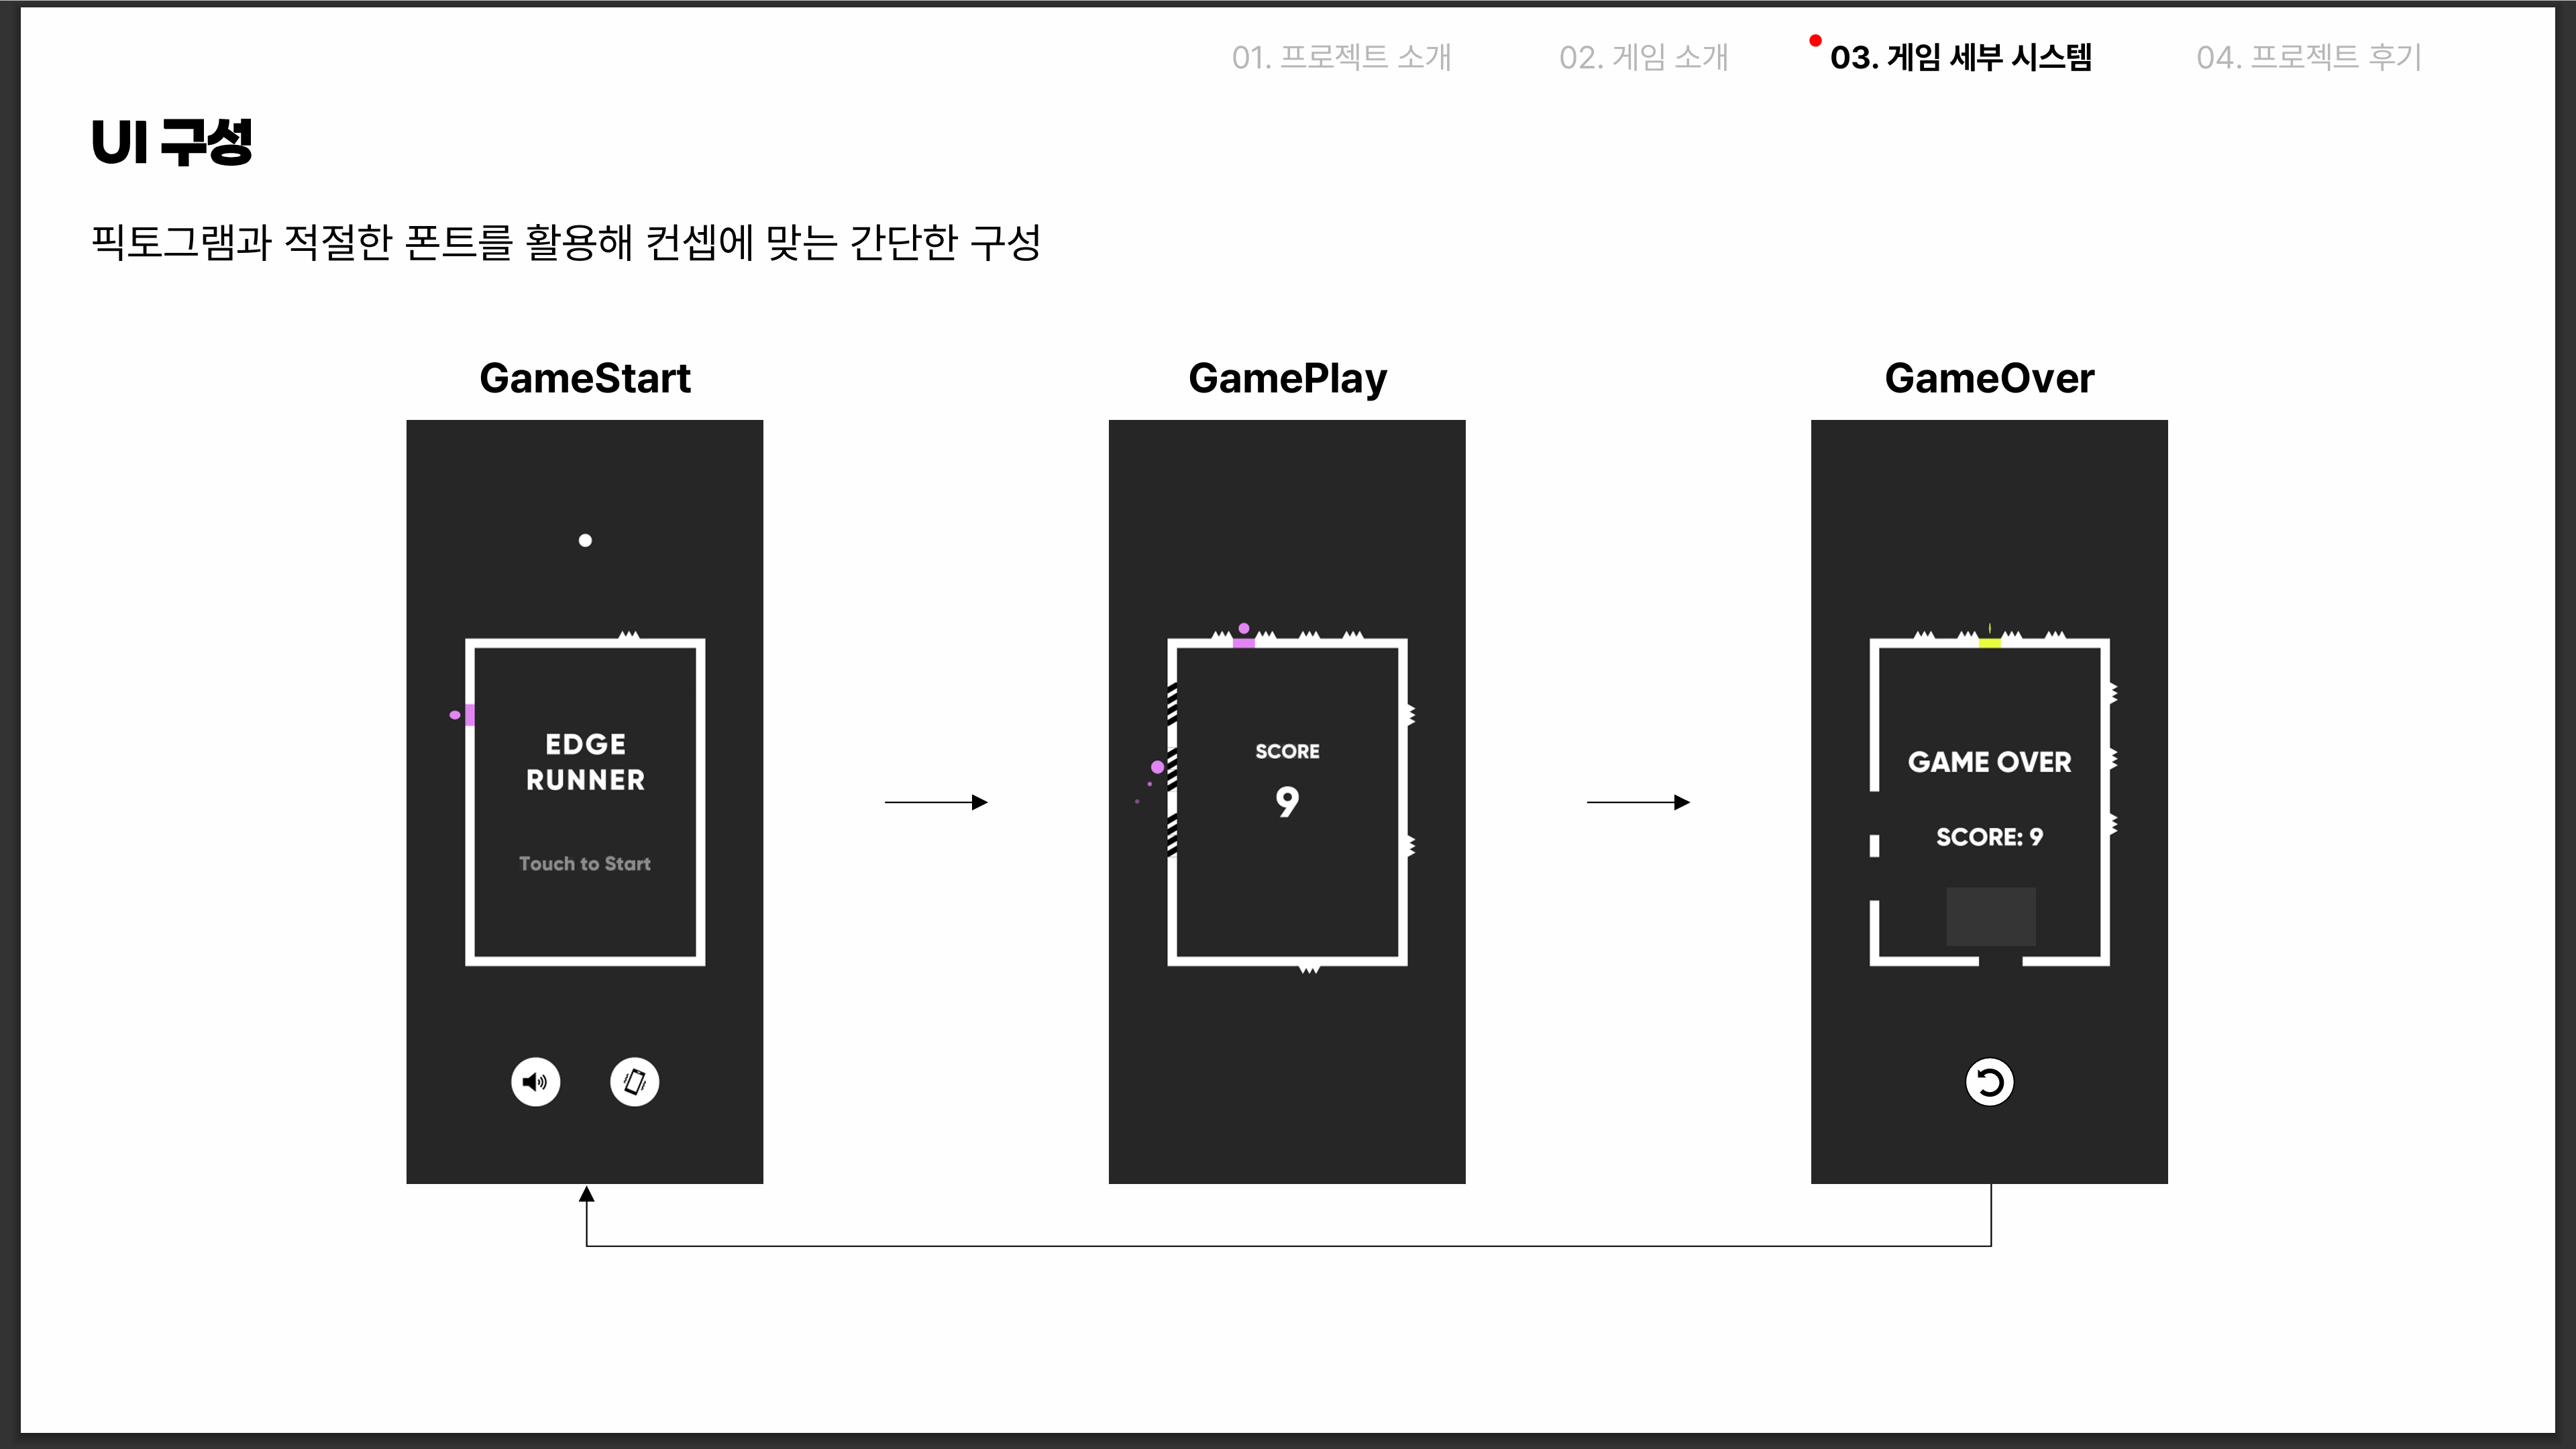 01. 프로젝트 소개
02. 게임 소개
03. 게임 세부 시스템
04. 프로젝트 후기
UI 구성
픽토그램과 적절한 폰트를 활용해 컨셉에 맞는 간단한 구성
GameStart
EDGE
RUNNER
Touch to Start
GamePlay
SCORE
9
GameOver
GAME OVER
SCORE: 9